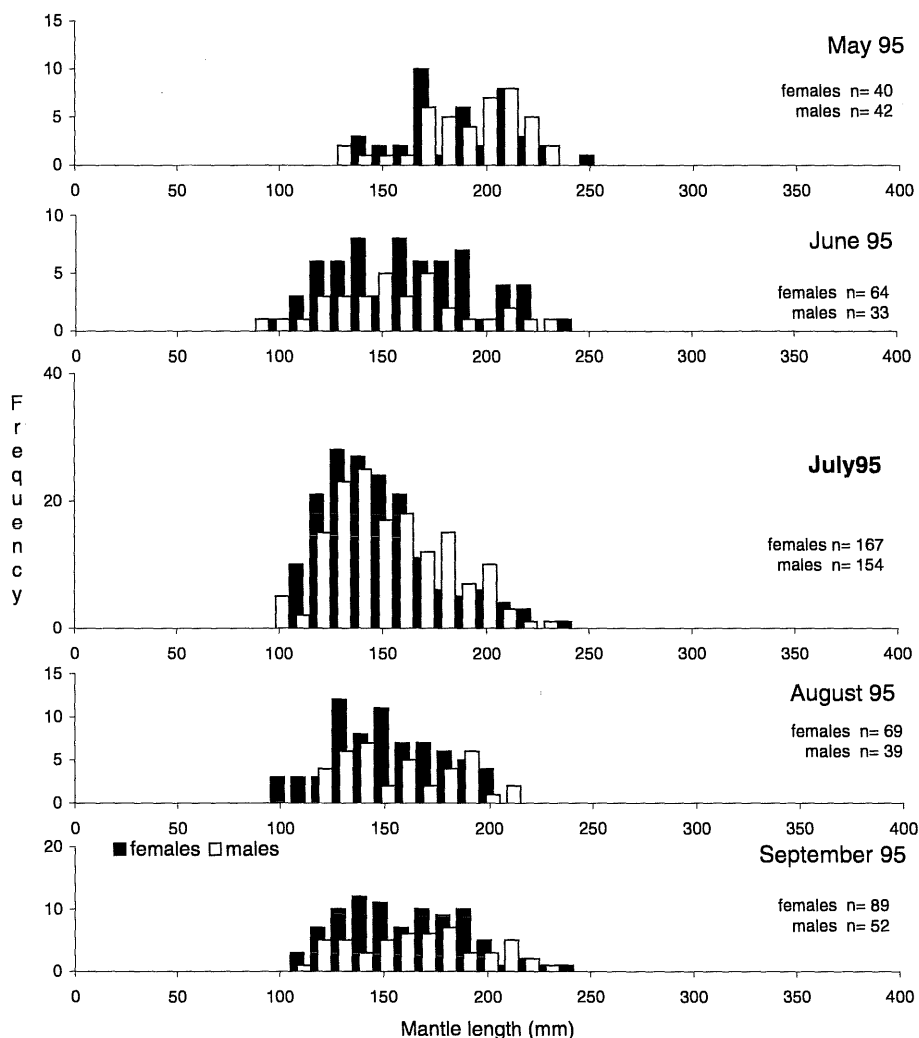 15
10
5
0
0 50 100 150 200 250 300 350 400
May 95
females n= 40
males n= 42
10
5
0
0 50 100 150 200 250 300 350 400
June 95
females n= 64
males n= 33
Frequency
40
20
0
0 50 100 150 200 250 300 350 400
July95
females n= 167
males n= 154
15
10
5
0
0 50 100 150 200 250 300 350 400
August 95
females n= 69
males n= 39
20
10
0
0 50 100 150 200 250 300 350 400
females males
September 95
females n= 89
males n= 52
Mantle length (mm)